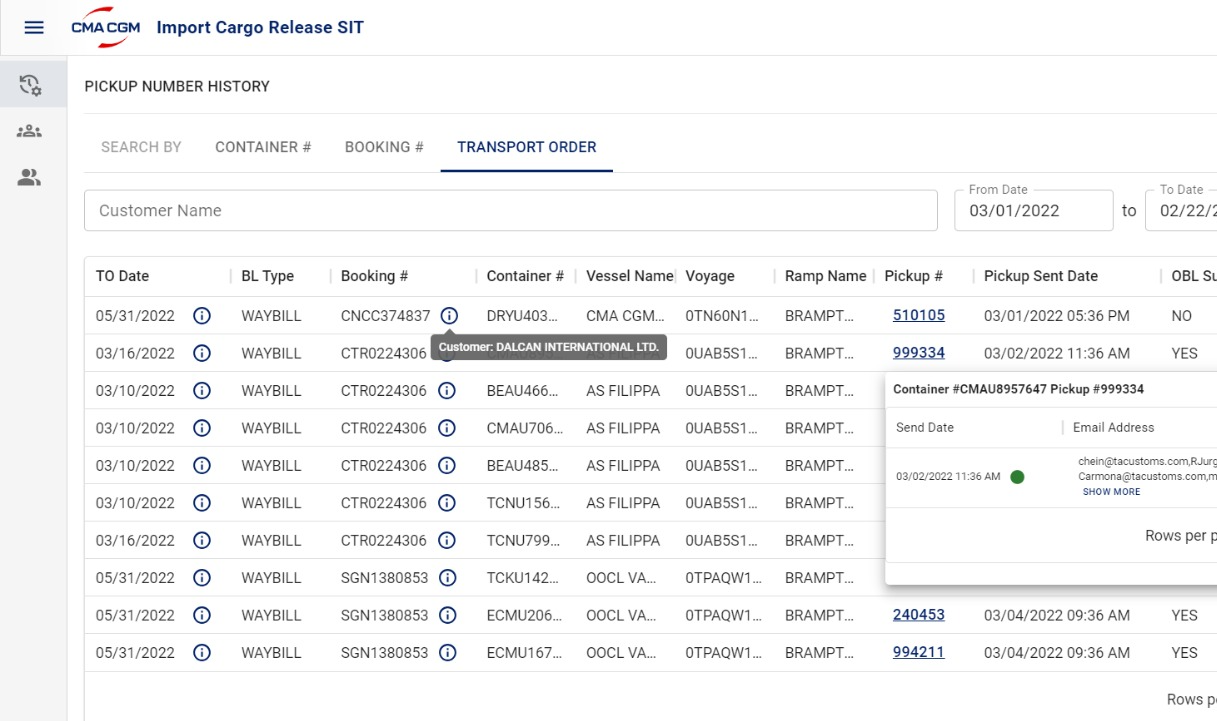 CMA CGM Import Cargo Release SIT
PICKUP NUMBER HISTORY
SEARCH BY CONTAINER # BOOKING # TRANSPORT ORDER
From Date To Date
Customer Name 03/01/2022 to 02/22/2
TO Date BL Type Booking # Container # Vessel Name Voyage Ramp Name Pickup # Pickup Sent Date OBL Su
05/31/2022 WAYBILL CNCC374837 DRYU403... CMA CGM... 0TN60N1... BRAMPT... 510105 03/01/2022 05:36 PM NO
Customer: DALCAN INTERNATIONAL LTD.
03/16/2022 WAYBILL CTR0224306 0UAB5S1... BRAMPT... 999334 03/02/2022 11:36 AM YES
03/10/2022 WAYBILL CTR0224306 BEAU466... AS FILIPPA 0UAB5S1... BRAMPT...
03/10/2022 WAYBILL CTR0224306 CMAU706... AS FILIPPA 0UAB5S1... BRAMPT...
03/10/2022 WAYBILL CTR0224306 BEAU485... AS FILIPPA 0UAB5S1... BRAMPT...
03/10/2022 WAYBILL CTR0224306 TCNU156... AS FILIPPA 0UAB5S1... BRAMPT...
03/16/2022 WAYBILL CTR0224306 TCNU799... AS FILIPPA 0UAB5S1... BRAMPT...
05/31/2022 WAYBILL SGN1380853 TCKU142... OOCL VA... 0TPAQW1... BRAMPT...
05/31/2022 WAYBILL SGN1380853 ECMU206... OOCL VA... 0TPAQW1... BRAMPT... 240453 03/04/2022 09:36 AM YES
05/31/2022 WAYBILL SGN1380853 ECMU167... OOCL VA... 0TPAQW1... BRAMPT... 994211 03/04/2022 09:36 AM YES
Container #CMAU8957647 Pickup #999334
Send Date Email Address
chein@tacustoms.com,RJurg
03/02/2022 11:36 AM Carmona@tacustoms.com,m
SHOW MORE
Rows per p
Rows pe